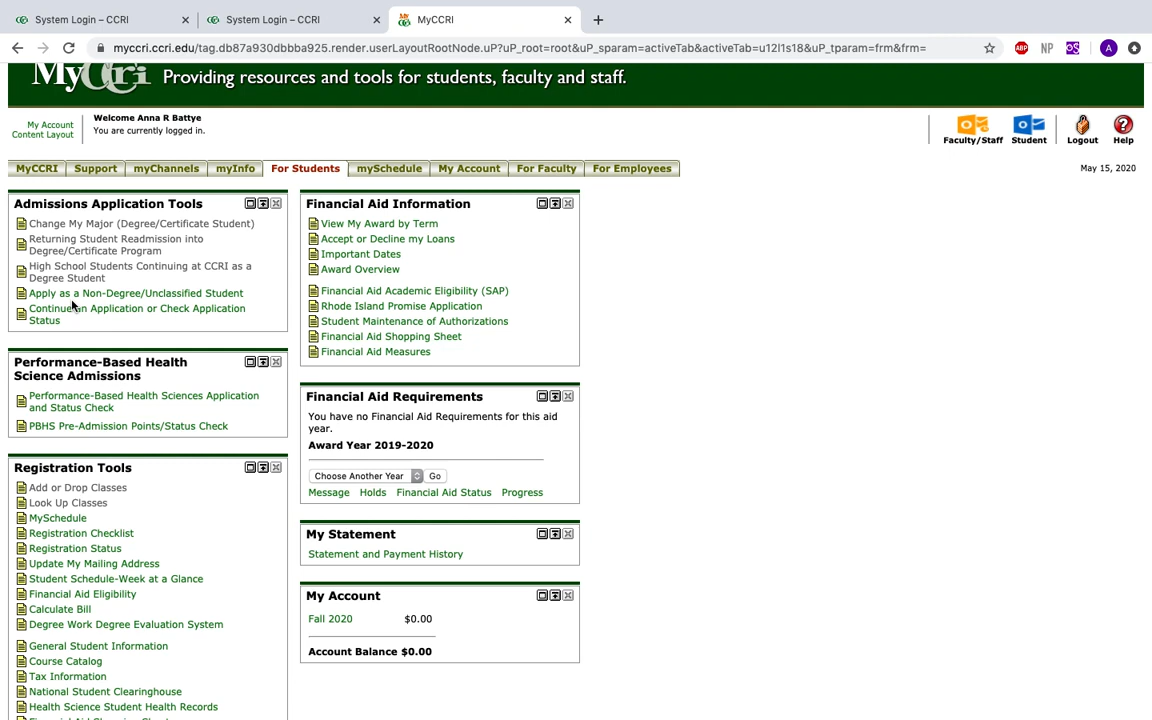 System Login – CCRI
System Login – CCRI
MyCCRI
myccri.ccri.edu/tag.db87a930dbbba925.render.userLayoutRootNode.uP?uP_root=root&uP_sparam=activeTab&activeTab=u12l1s18&uP_tparam=frm&frm=
ABP
NP
A
MyCCRI Providing resources and tools for students, faculty and staff.
My Account
Content Layout
Welcome Anna R Battye
You are currently logged in.
Faculty/Staff Student Logout Help
MyCCRI Support myChannels myInfo For Students mySchedule My Account For Faculty For Employees
May 15, 2020
Admissions Application Tools
Change My Major (Degree/Certificate Student)
Returning Student Readmission into
Degree/Certificate Program
High School Students Continuing at CCRI as a
Degree Student
Apply as a Non-Degree/Unclassified Student
Continue an Application or Check Application
Status
Performance-Based Health
Science Admissions
Performance-Based Health Sciences Application
and Status Check
PBHS Pre-Admission Points/Status Check
Registration Tools
Add or Drop Classes
Look Up Classes
MySchedule
Registration Checklist
Registration Status
Update My Mailing Address
Student Schedule-Week at a Glance
Financial Aid Eligibility
Calculate Bill
Degree Work Degree Evaluation System
General Student Information
Course Catalog
Tax Information
National Student Clearinghouse
Health Science Student Health Records
Financial Aid Information
View My Award by Term
Accept or Decline my Loans
Important Dates
Award Overview
Financial Aid Academic Eligibility (SAP)
Rhode Island Promise Application
Student Maintenance of Authorizations
Financial Aid Shopping Sheet
Financial Aid Measures
Financial Aid Requirements
You have no Financial Aid Requirements for this aid
year.
Award Year 2019-2020
Choose Another Year Go
Message Holds Financial Aid Status Progress
My Statement
Statement and Payment History
My Account
Fall 2020 $0.00
Account Balance $0.00